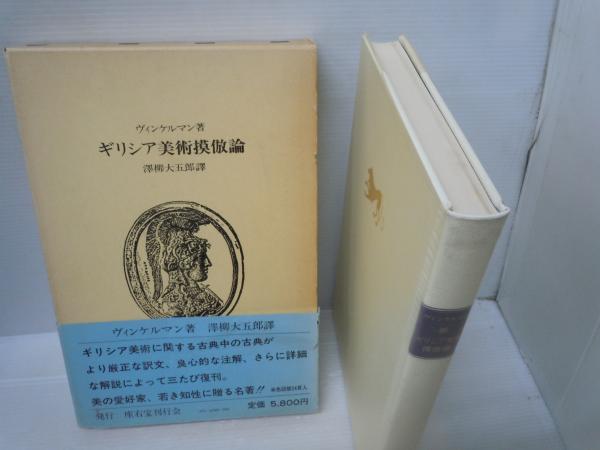 ヴィンケルマン著
ギリシア美術摸倣論
澤柳大五郎譯
ヴィンケルマン著 澤柳大五郎譯
ギリシア美術に関する古典中の古典が
より厳正な訳文、良心的な注解、さらに詳細
な解説によって三たび復刊。
美の愛好家、若き知性に贈る名著!!
発行 座右宝刊行会
定価 5,800円